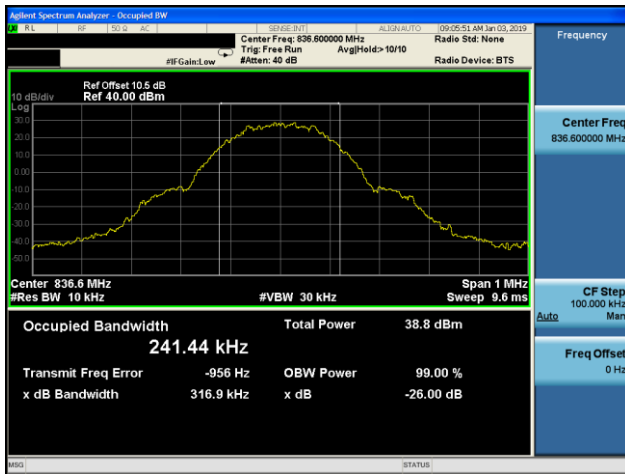 Agilent Spectrum Analyzer - Occupied BW
RL RF 50 Ω AC SENSE:INT ALIGN AUTO 09:05:51 AM Jan 03, 2019
Center Freq: 836.600000 MHz Radio Std: None
Trig: Free Run Avg|Hold:> 10/10
#IFGain:Low #Atten: 40 dB Radio Device: BTS
Ref Offset 10.5 dB
10 dB/div Ref 40.00 dBm
Log
30.0
20.0
10.0
0.00
-10.0
-20.0
-30.0
-40.0
-50.0
Center 836.6 MHz Span 1 MHz
#Res BW 10 kHz #VBW 30 kHz Sweep 9.6 ms
Occupied Bandwidth Total Power 38.8 dBm
241.44 kHz
Transmit Freq Error -956 Hz OBW Power 99.00 %
x dB Bandwidth 316.9 kHz x dB -26.00 dB
MSG STATUS
Frequency
Center Freq
836.600000 MHz
CF Step
100.000 kHz
Auto Man
Freq Offset
0 Hz